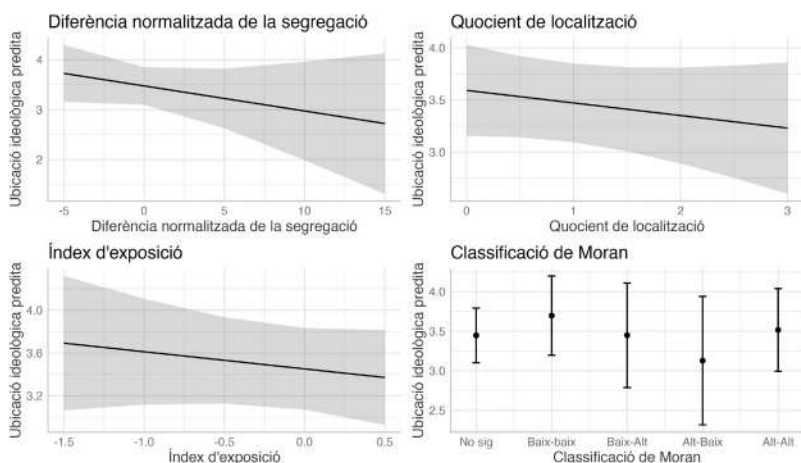 Diferència normalitzada de la segregació
Ubicació ideològica predita
4
3
2
-5
0
5
10
15
Diferència normalitzada de la segregació
Quocient de localització
Ubicació ideològica predita
4.0
3.5
3.0
0
1
2
3
Quocient de localització
Índex d'exposició
Ubicació ideològica predita
4.0
3.6
3.2
-1.5
-1.0
-0.5
0.0
0.5
Índex d'exposició
Classificació de Moran
Ubicació ideològica predita
4.0
3.5
3.0
2.5
No sig
Baix-baix
Baix-Alt
Alt-Baix
Alt-Alt
Classificació de Moran